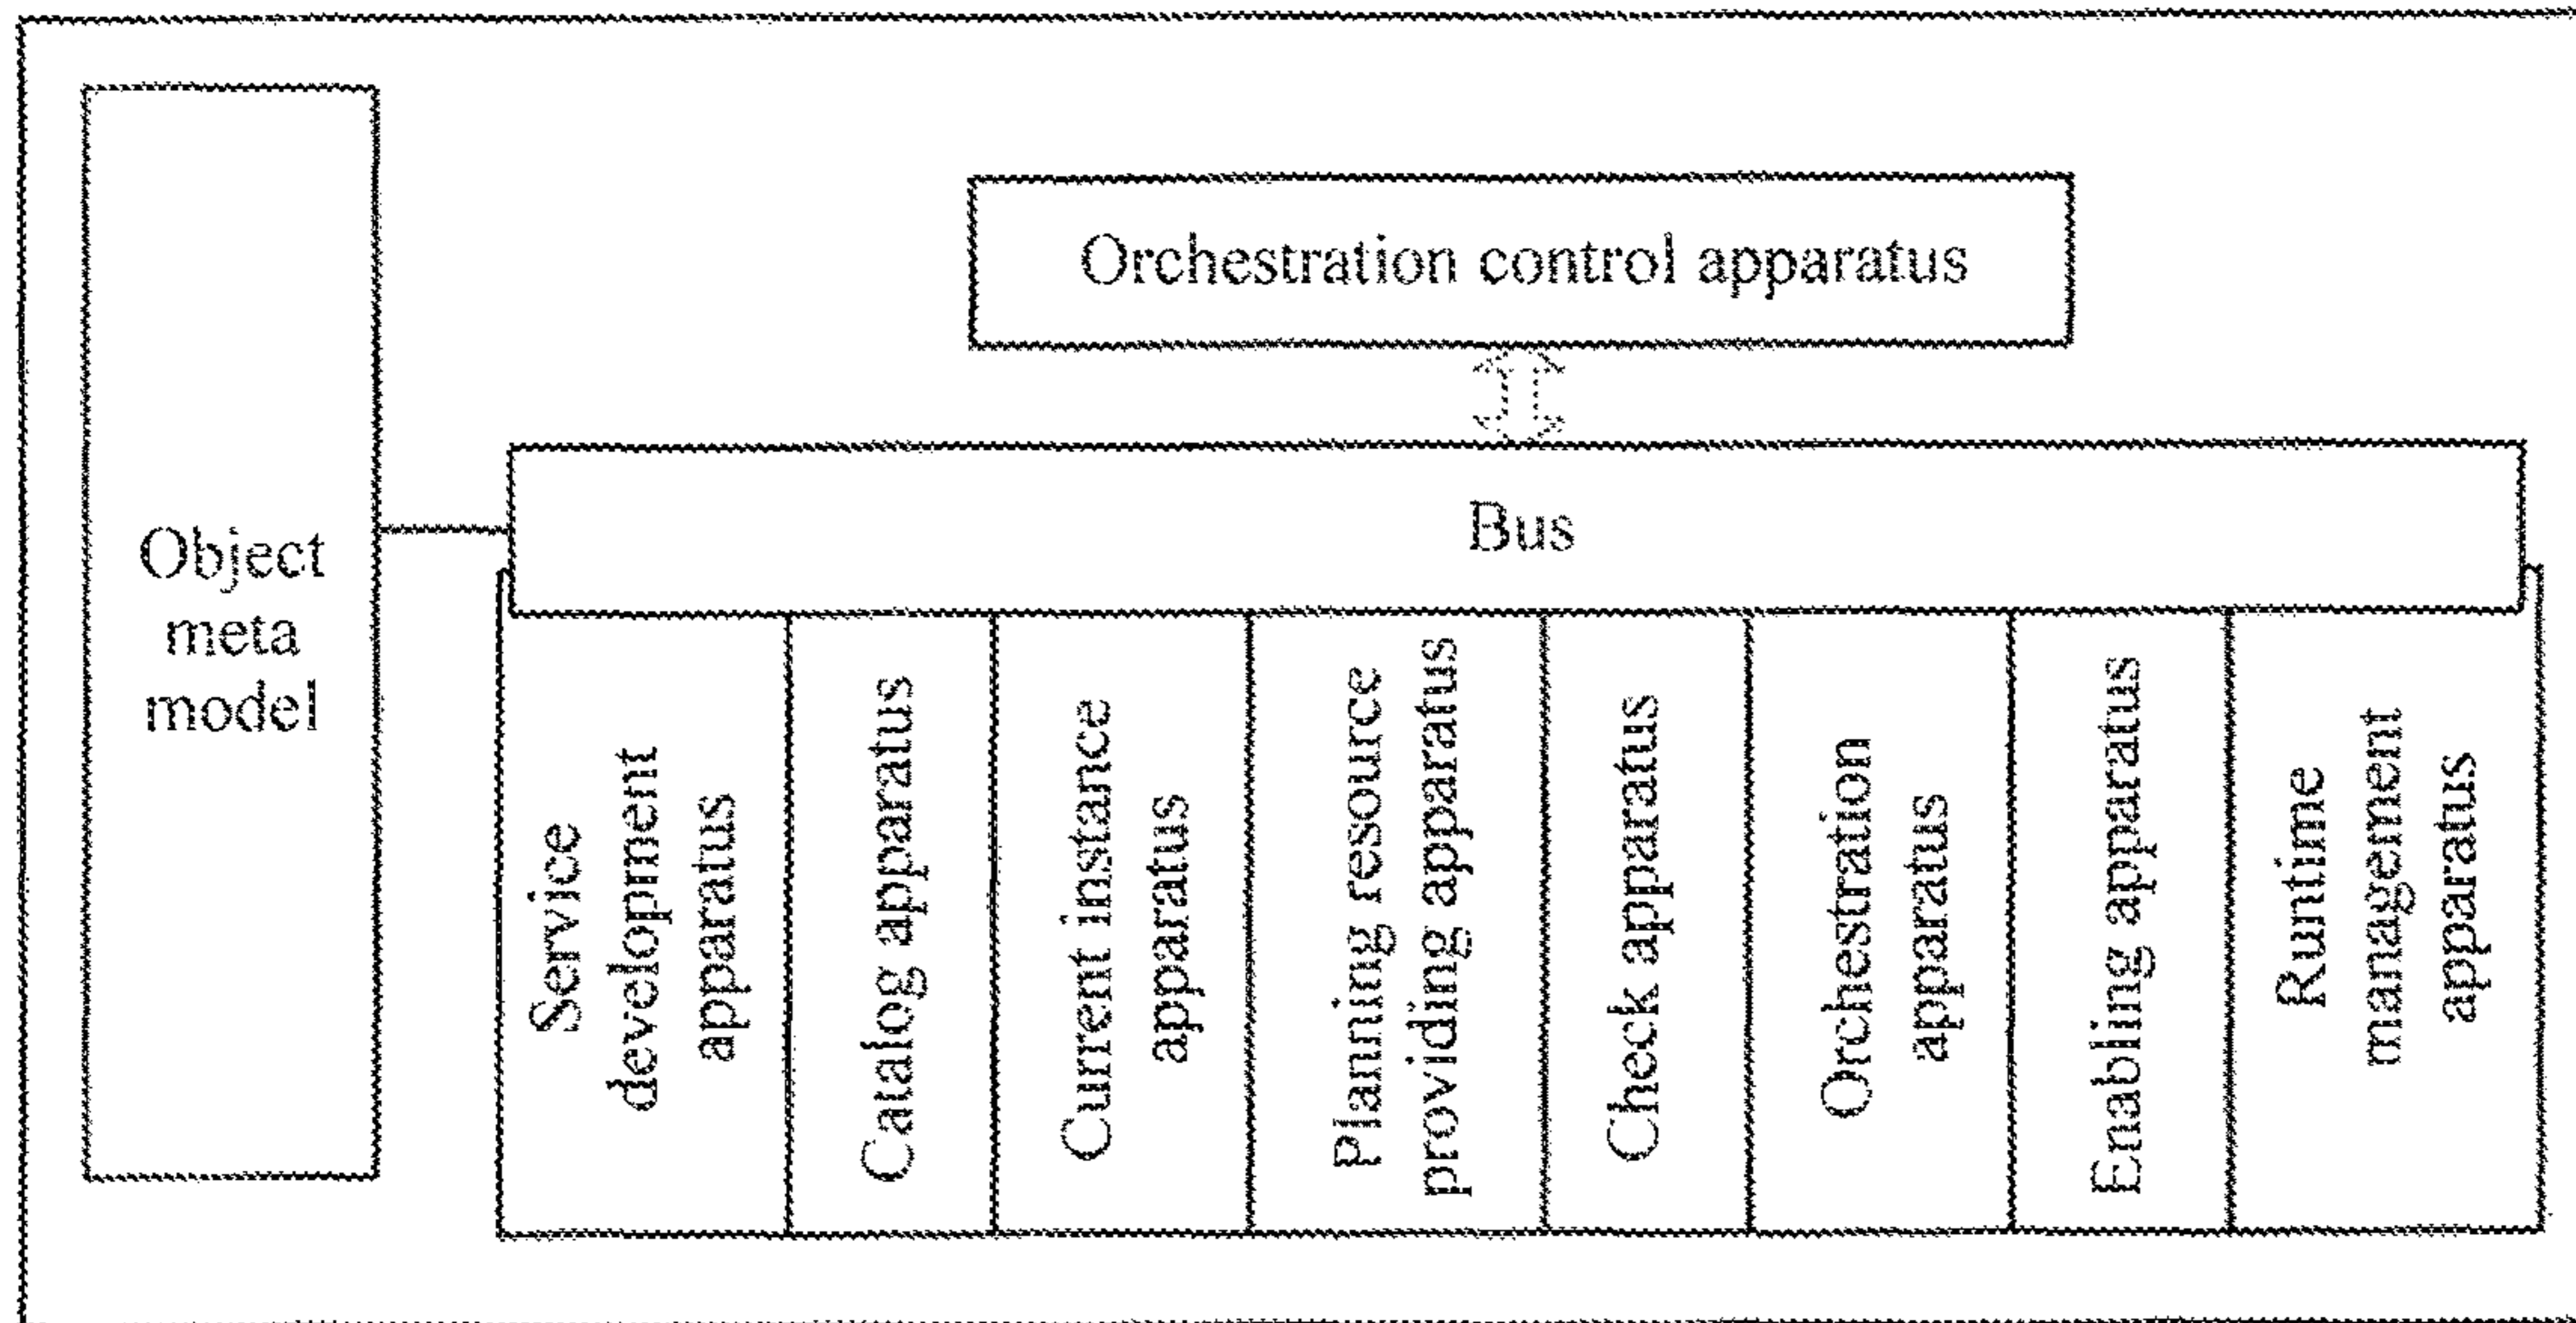 Object
meta
model
Orchestration control apparatus
Bus
Service
development
apparatus
Catalog apparatus
Current instance
apparatus
Planning resource
providing apparatus
Check apparatus
Orchestration
apparatus
Enabling apparatus
Runtime
management
apparatus